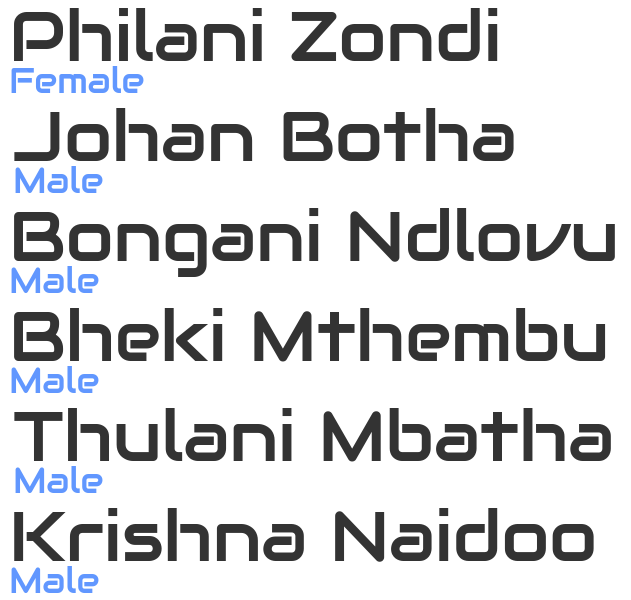 Philani Zondi
Female
Johan Botha
Male
Bongani Ndlovu
Male
Bheki Mthembu
Male
Thulani Mbatha
Male
Krishna Naidoo
Male